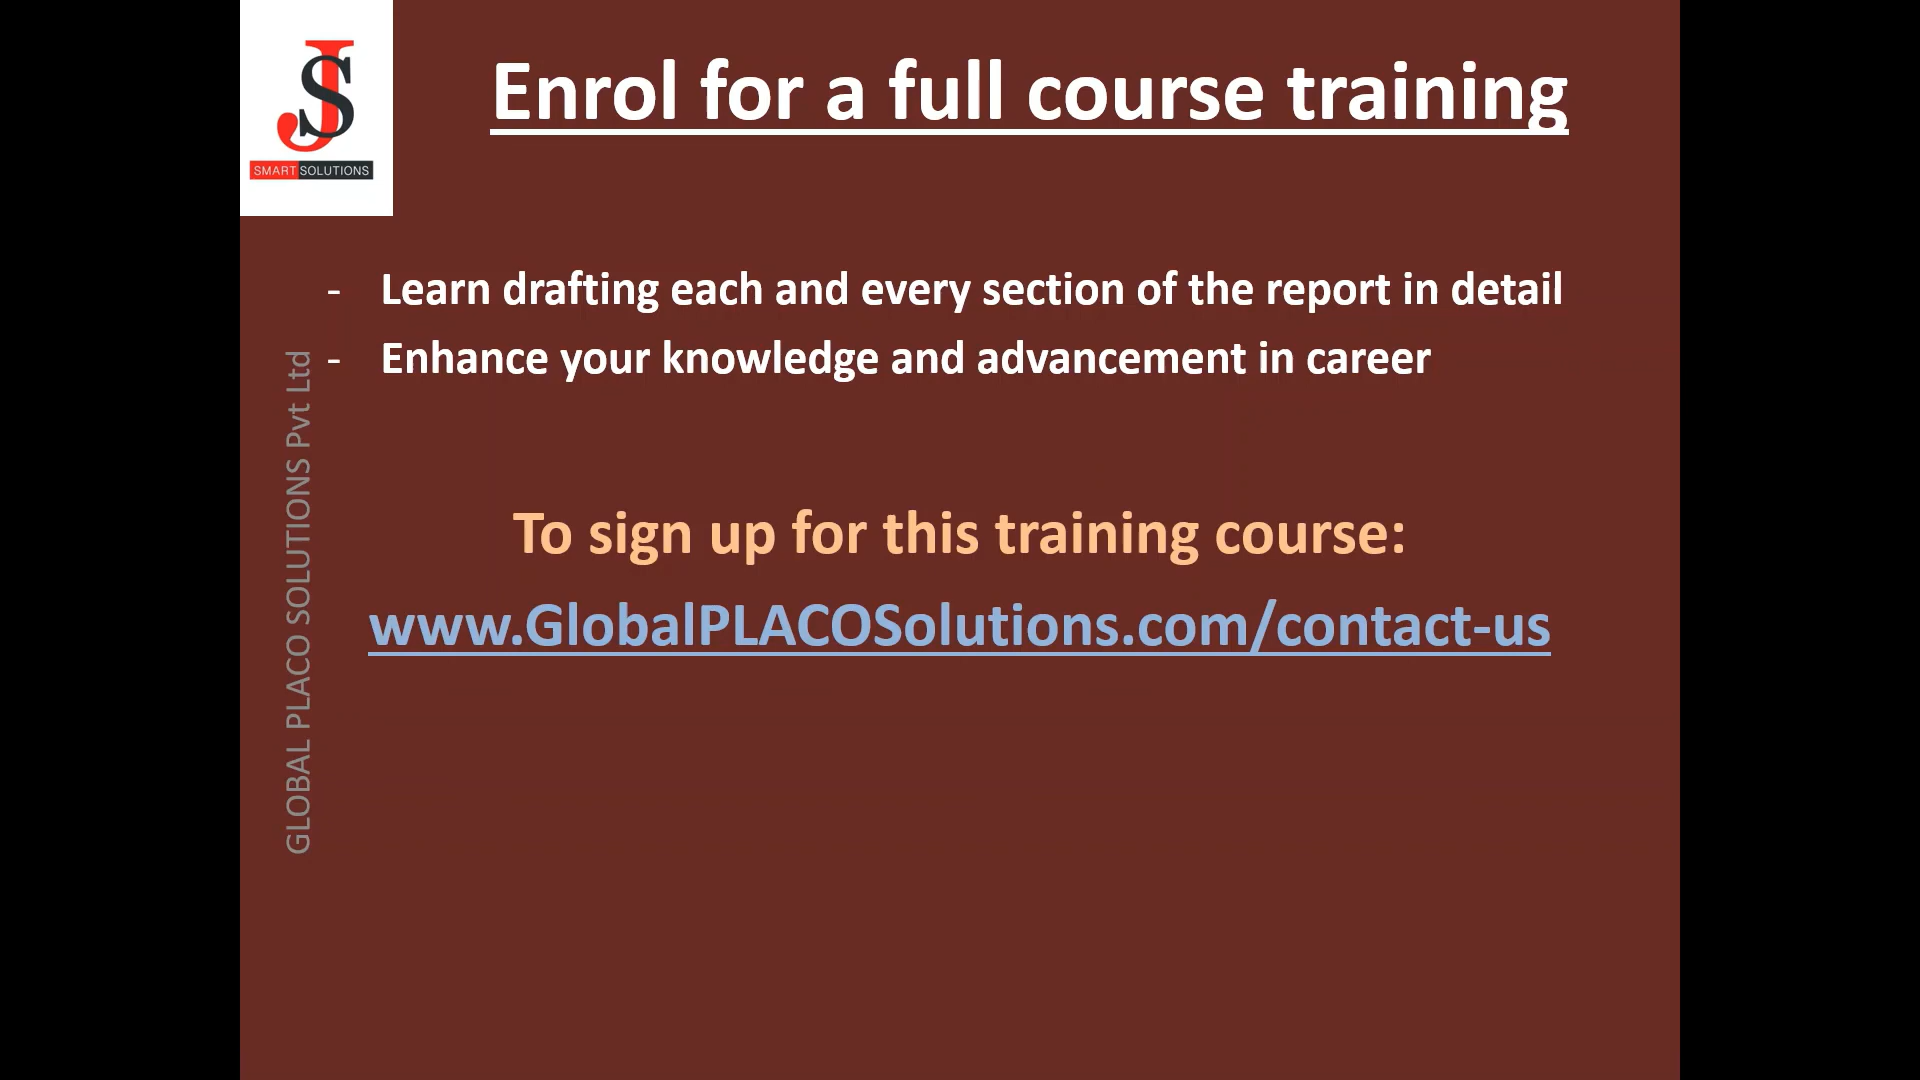 JS
SMART SOLUTIONS
Enrol for a full course training
- Learn drafting each and every section of the report in detail
- Enhance your knowledge and advancement in career
GLOBAL PLACO SOLUTIONS Pvt Ltd
To sign up for this training course:
www.GlobalPLACOSolutions.com/contact-us